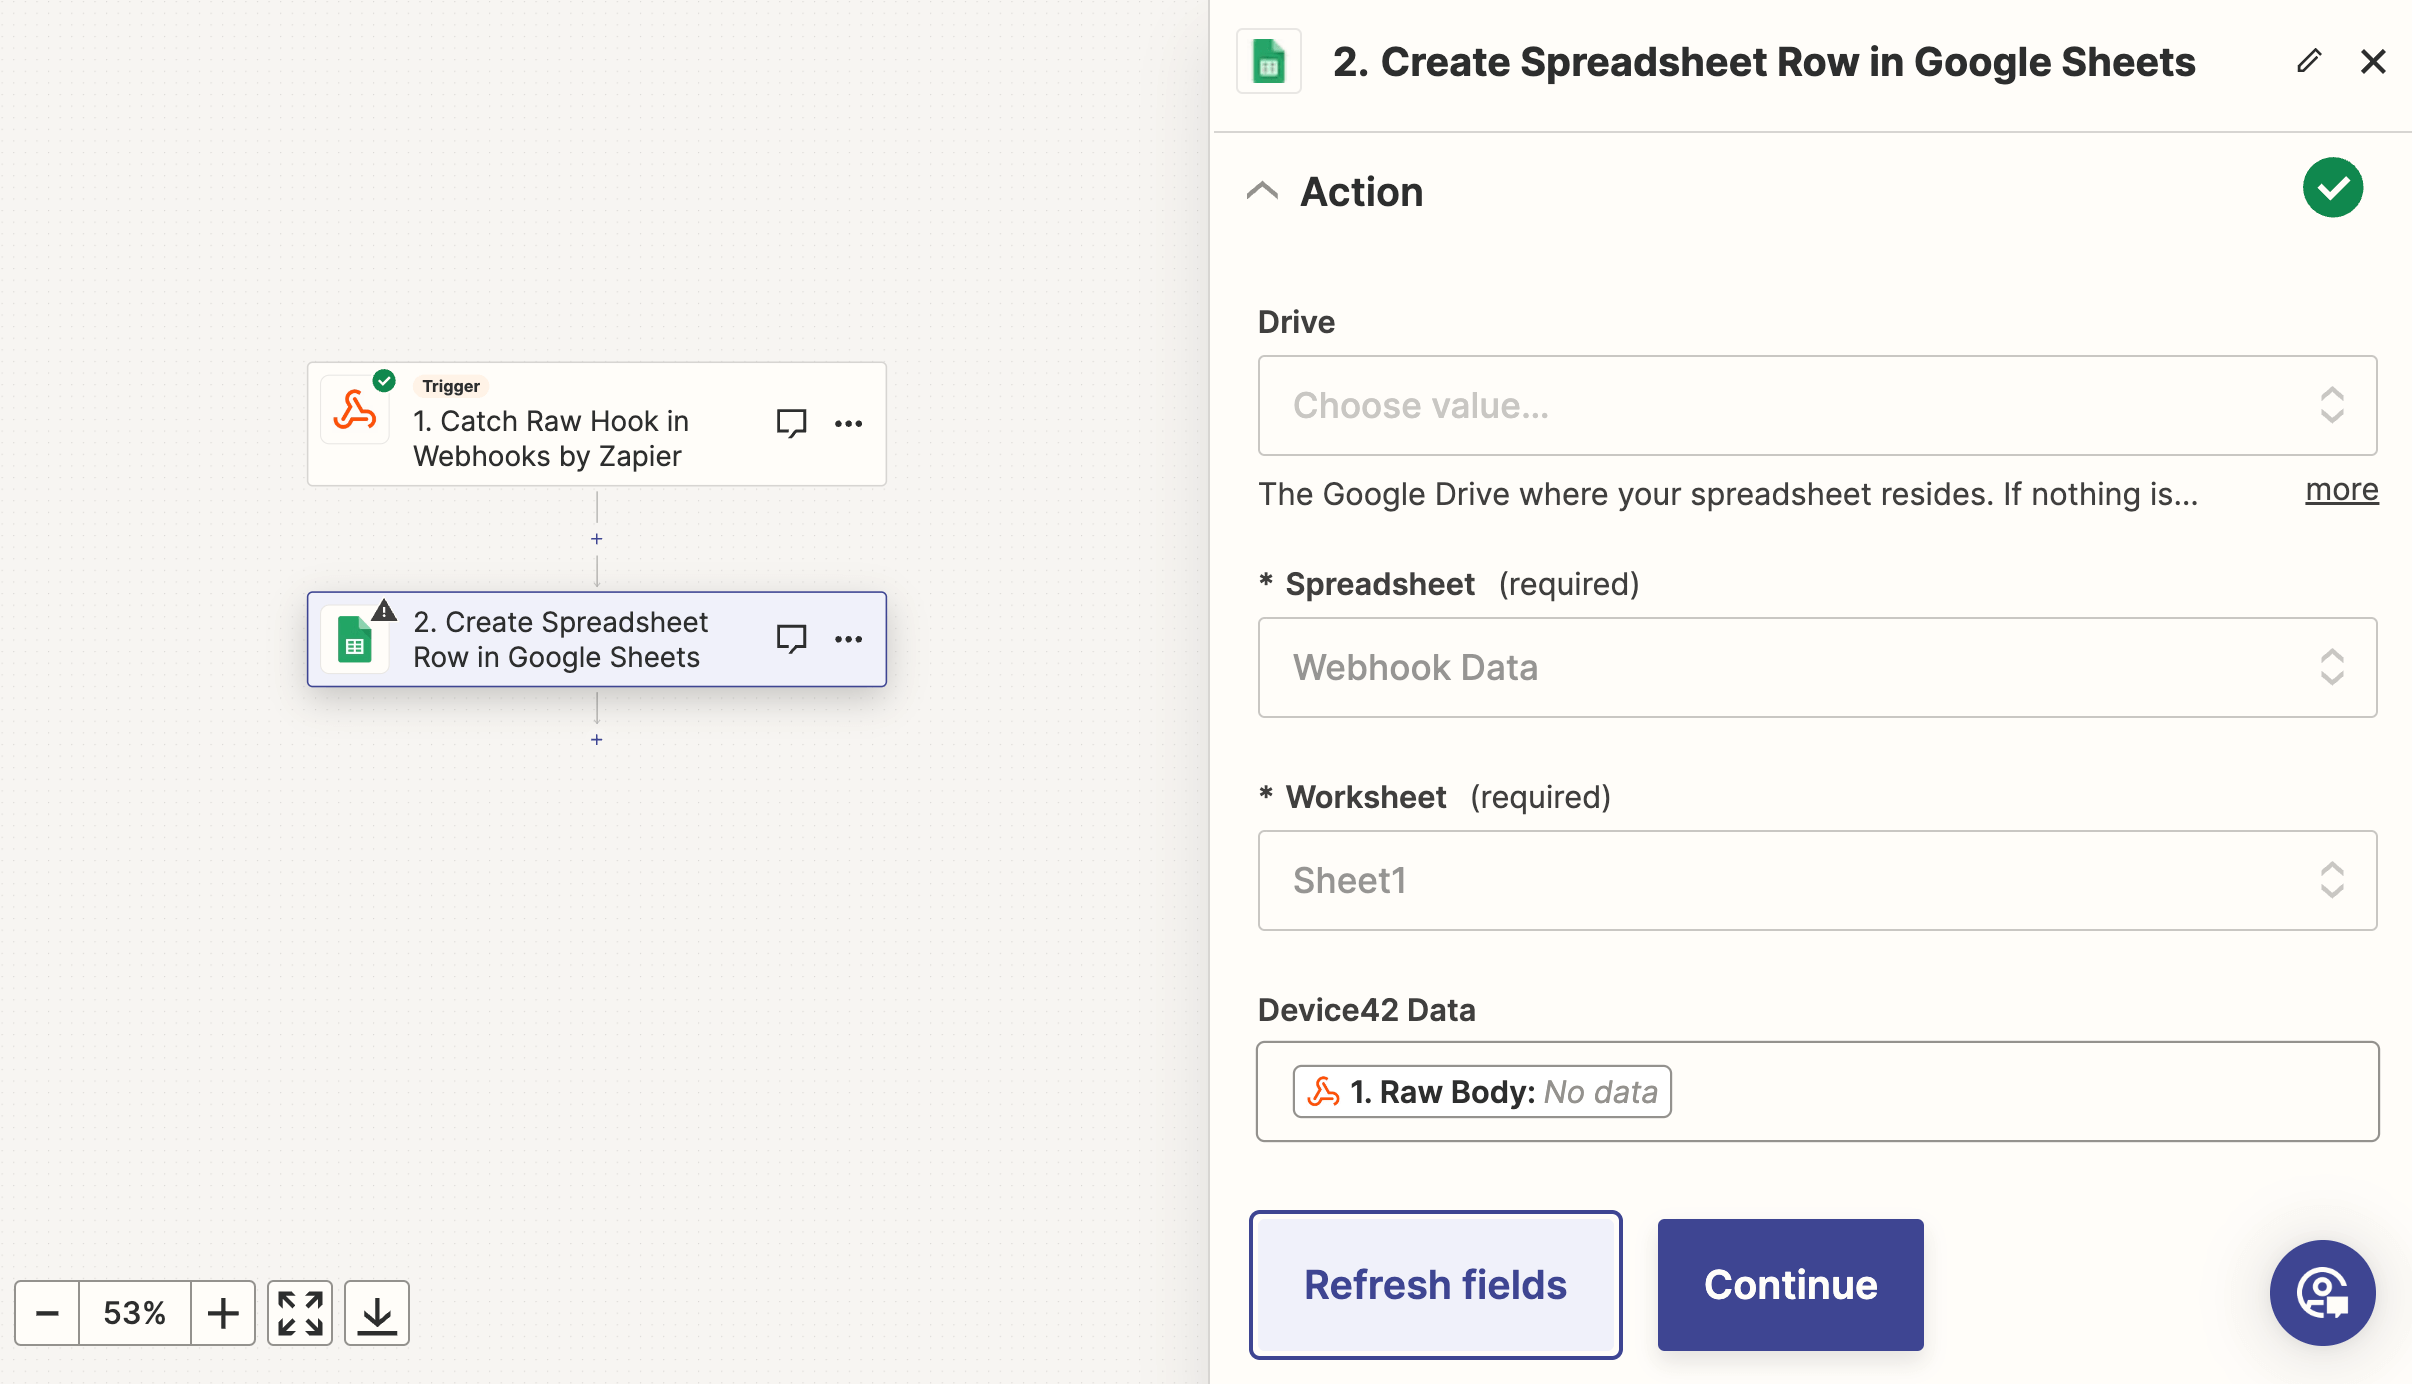 Trigger
1. Catch Raw Hook in
Webhooks by Zapier
2. Create Spreadsheet
Row in Google Sheets
53%
2. Create Spreadsheet Row in Google Sheets
Action
Drive
Choose value...
The Google Drive where your spreadsheet resides. If nothing is...
more
* Spreadsheet (required)
Webhook Data
* Worksheet (required)
Sheet1
Device42 Data
1. Raw Body: No data
Refresh fields
Continue